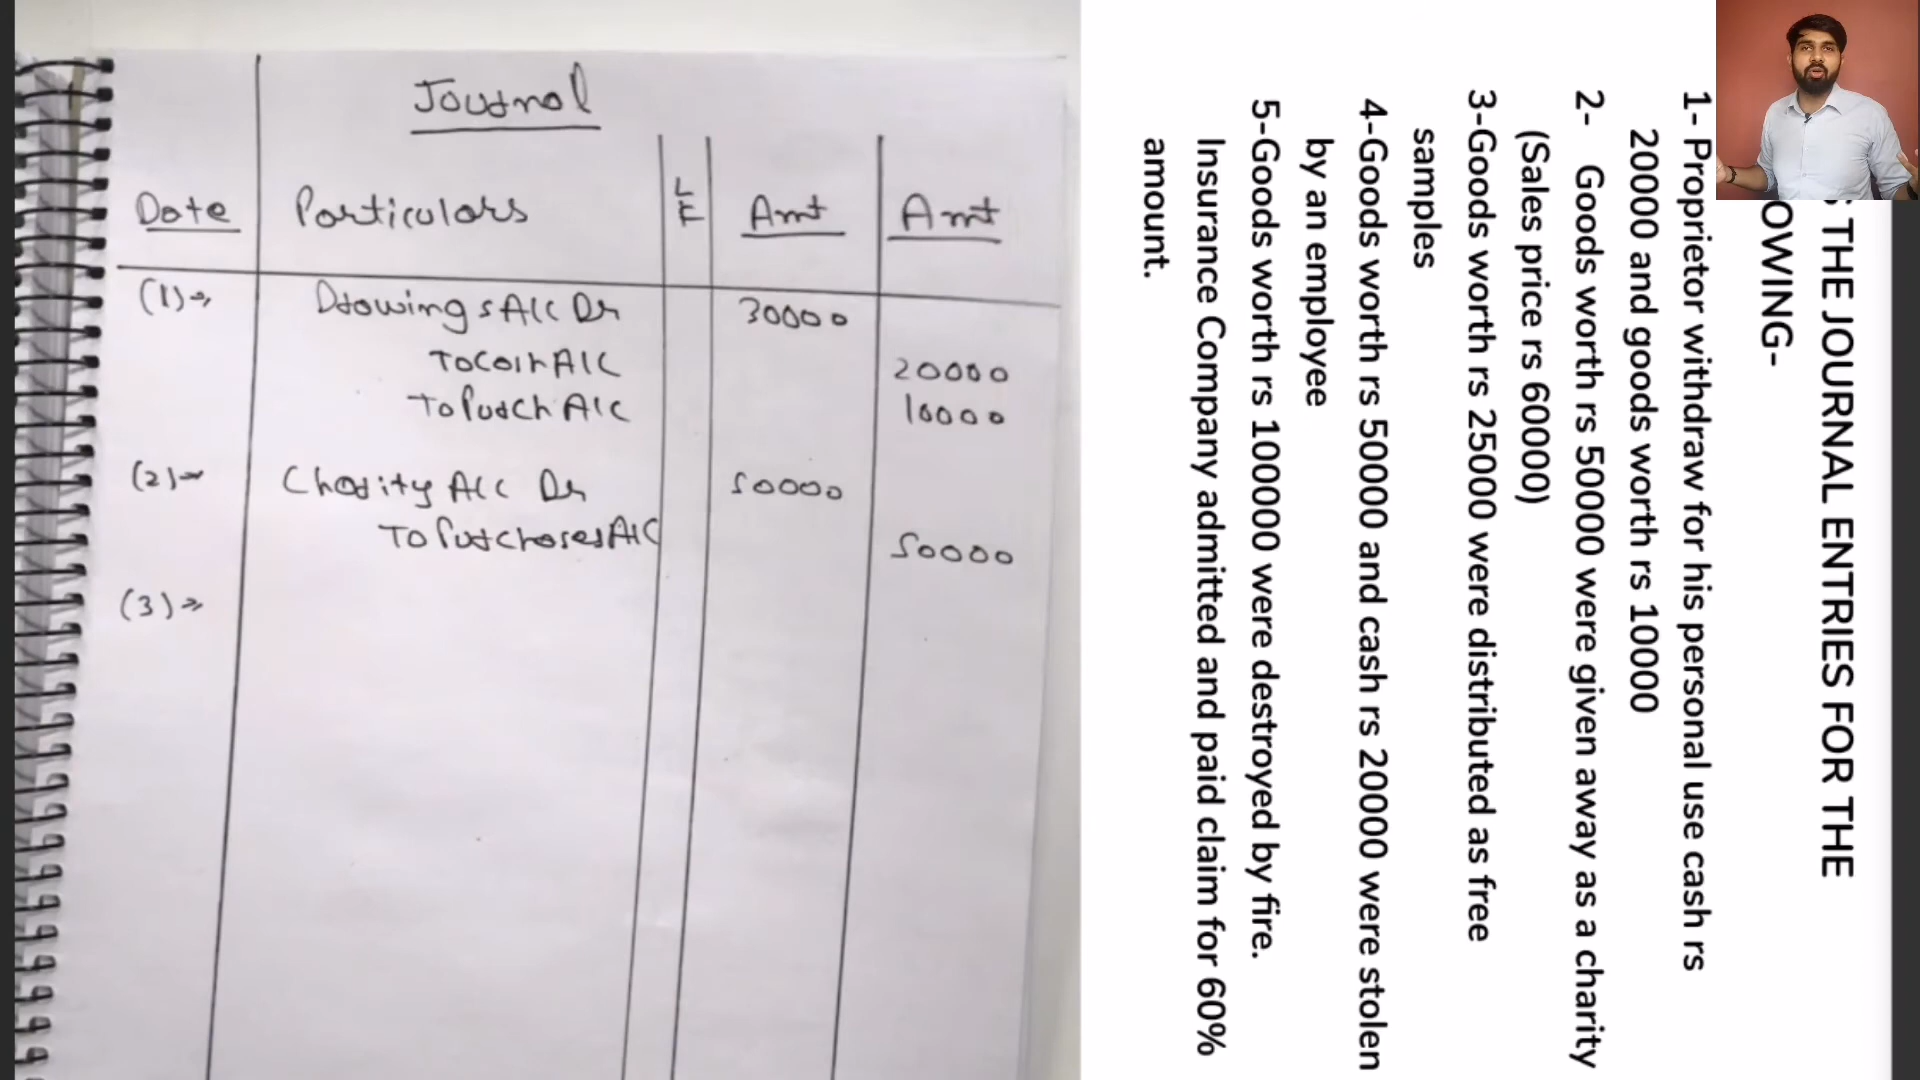 Journal
Date Particulars L.F Amt Amt
(1) Drawings A/c Dr 30000
To Cash A/c 20000
To Purch A/c 10000
(2) Charity A/c Dr 50000
To Purchases A/c 50000
(3)
THE JOURNAL ENTRIES FOR THE
OWING-
1- Proprietor withdraw for his personal use cash rs
20000 and goods worth rs 10000
2- Goods worth rs 50000 were given away as a charity
(Sales price rs 60000)
3-Goods worth rs 25000 were distributed as free
samples
4-Goods worth rs 50000 and cash rs 20000 were stolen
by an employee
5-Goods worth rs 100000 were destroyed by fire.
Insurance Company admitted and paid claim for 60%
amount.